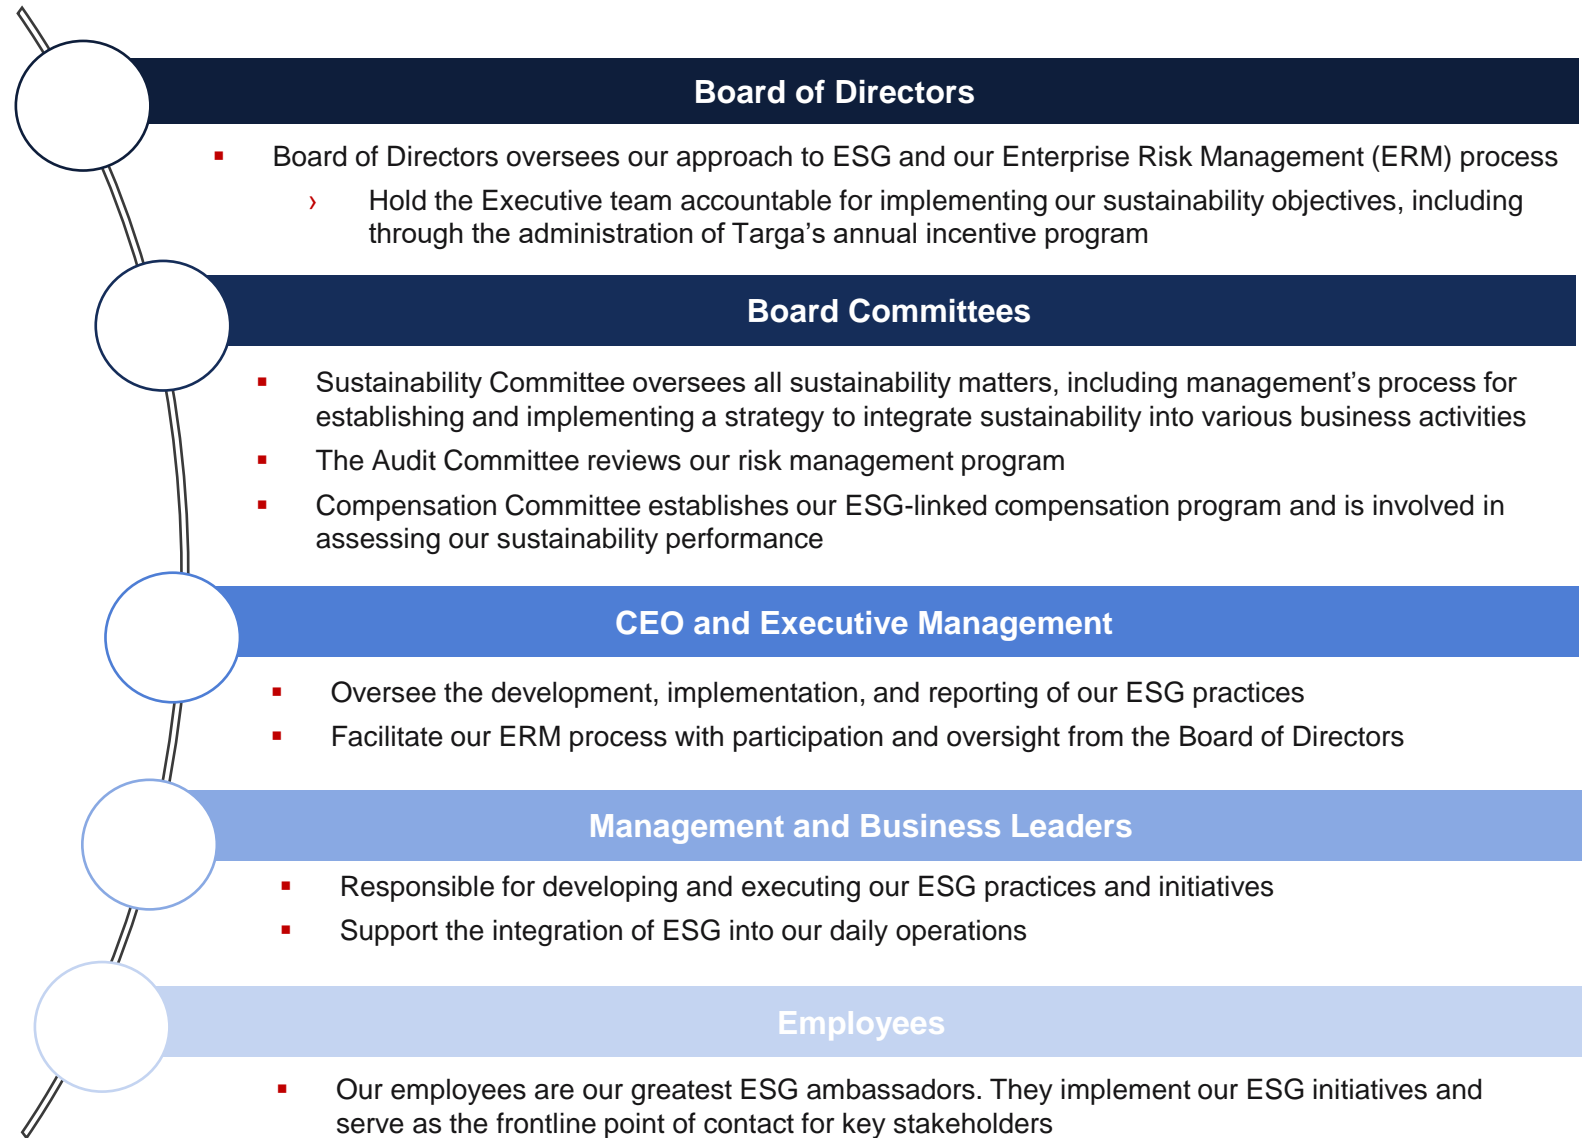 Board of Directors
▪ Board of Directors oversees our approach to ESG and our Enterprise Risk Management (ERM) process
› Hold the Executive team accountable for implementing our sustainability objectives, including
through the administration of Targa’s annual incentive program
Board Committees
▪ Sustainability Committee oversees all sustainability matters, including management’s process for
establishing and implementing a strategy to integrate sustainability into various business activities
▪ The Audit Committee reviews our risk management program
▪ Compensation Committee establishes our ESG-linked compensation program and is involved in
assessing our sustainability performance
CEO and Executive Management
▪ Oversee the development, implementation, and reporting of our ESG practices
▪ Facilitate our ERM process with participation and oversight from the Board of Directors
Management and Business Leaders
▪ Responsible for developing and executing our ESG practices and initiatives
▪ Support the integration of ESG into our daily operations
Employees
▪ Our employees are our greatest ESG ambassadors. They implement our ESG initiatives and
serve as the frontline point of contact for key stakeholders